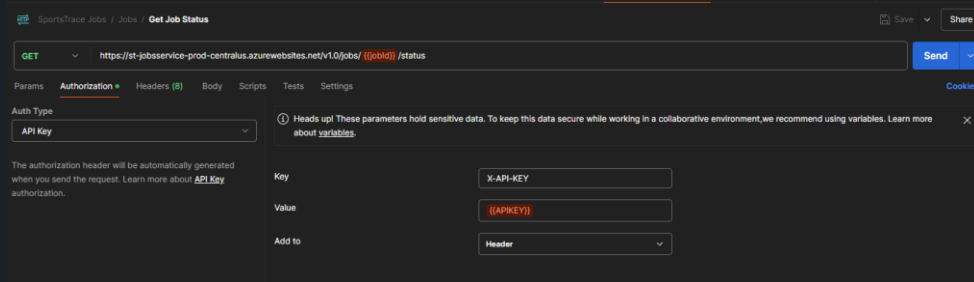 SportsTrace Jobs / Jobs / Get Job Status
Save
Share
GET
https://st-jobsservice-prod-centralus.azurewebsites.net/v1.0/jobs/ {{jobId}} /status
Send
Params Authorization Headers (8) Body Scripts Tests Settings
Cookie
Auth Type
API Key
The authorization header will be automatically generated
when you send the request. Learn more about API Key
authorization.
Heads up! These parameters hold sensitive data. To keep this data secure while working in a collaborative environment,we recommend using variables. Learn more
about variables.
Key
X-API-KEY
Value
{{APIKEY}}
Add to
Header